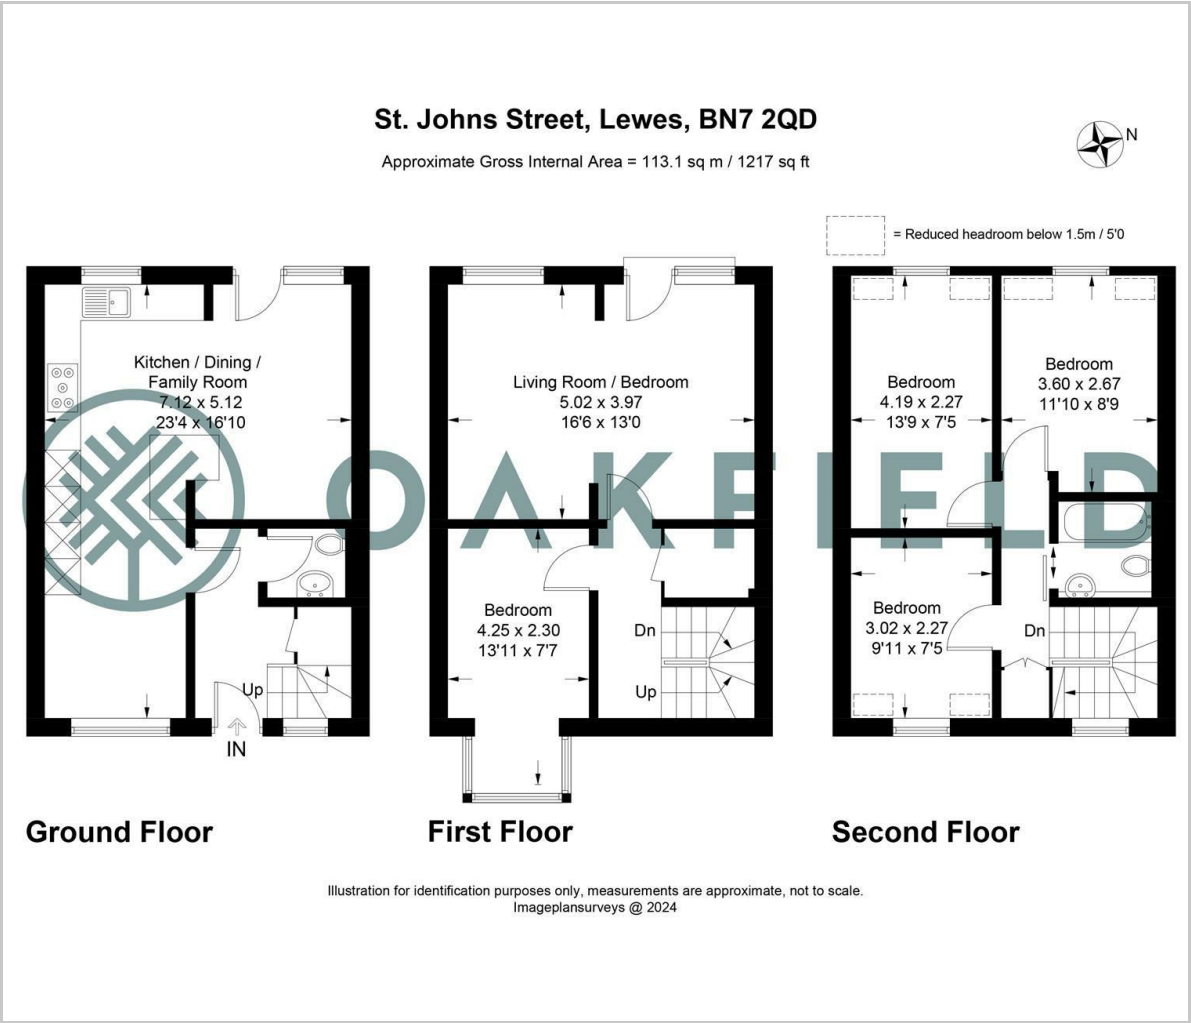 St. Johns Street, Lewes, BN7 2QD
Approximate Gross Internal Area = 113.1 sq m / 1217 sq ft
N
= Reduced headroom below 1.5m / 5'0
Kitchen / Dining /
Family Room
7.12 x 5.12
23'4 x 16'10
Up
IN
Ground Floor
Living Room / Bedroom
5.02 x 3.97
16'6 x 13'0
Bedroom
4.25 x 2.30
13'11 x 7'7
Dn
Up
First Floor
Bedroom
4.19 x 2.27
13'9 x 7'5
Bedroom
3.60 x 2.67
11'10 x 8'9
Bedroom
3.02 x 2.27
9'11 x 7'5
Dn
Second Floor
OAKFIELD
Illustration for identification purposes only, measurements are approximate, not to scale.
Imageplansurveys @ 2024